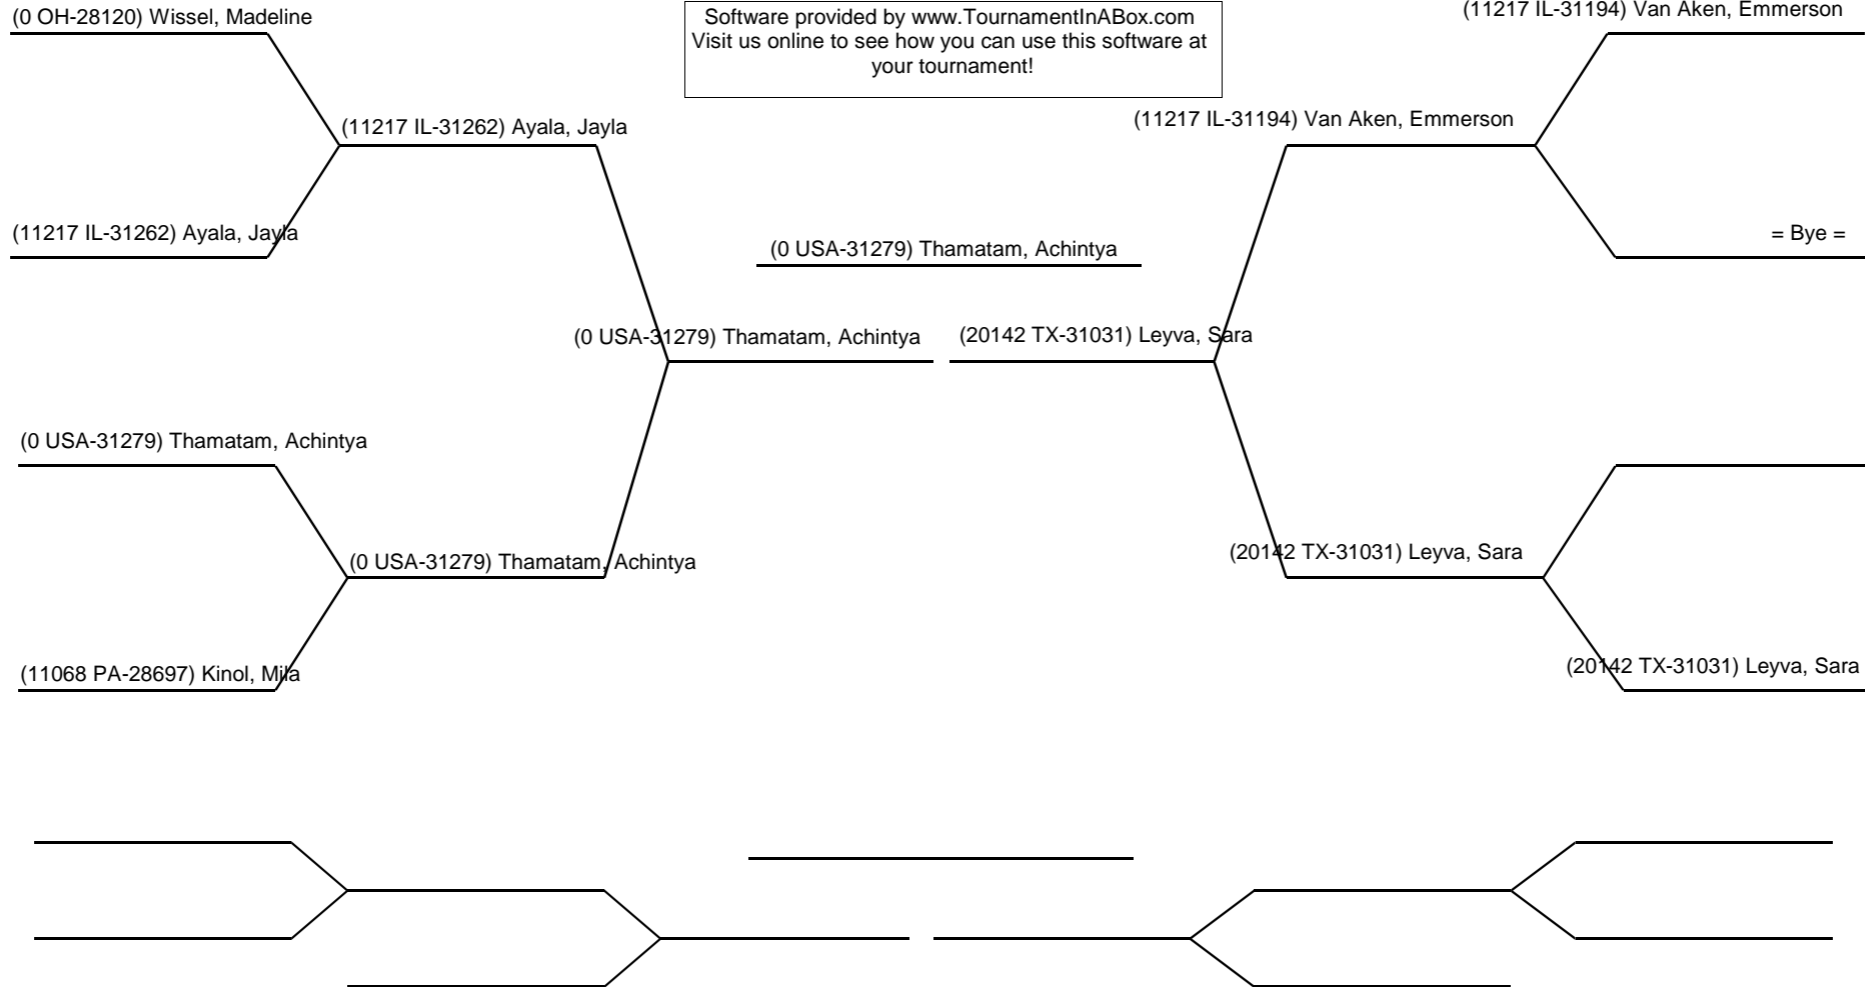 (0 OH-28120) Wissel, Madeline
Software provided by www.TournamentInABox.com
Visit us online to see how you can use this software at
your tournament!
(11217 IL-31194) Van Aken, Emmerson
(11217 IL-31262) Ayala, Jayla
(11217 IL-31194) Van Aken, Emmerson
(11217 IL-31262) Ayala, Jayla
(0 USA-31279) Thamatam, Achintya
= Bye =
(0 USA-31279) Thamatam, Achintya
(20142 TX-31031) Leyva, Sara
(0 USA-31279) Thamatam, Achintya
(0 USA-31279) Thamatam, Achintya
(20142 TX-31031) Leyva, Sara
(11068 PA-28697) Kinol, Mila
(20142 TX-31031) Leyva, Sara